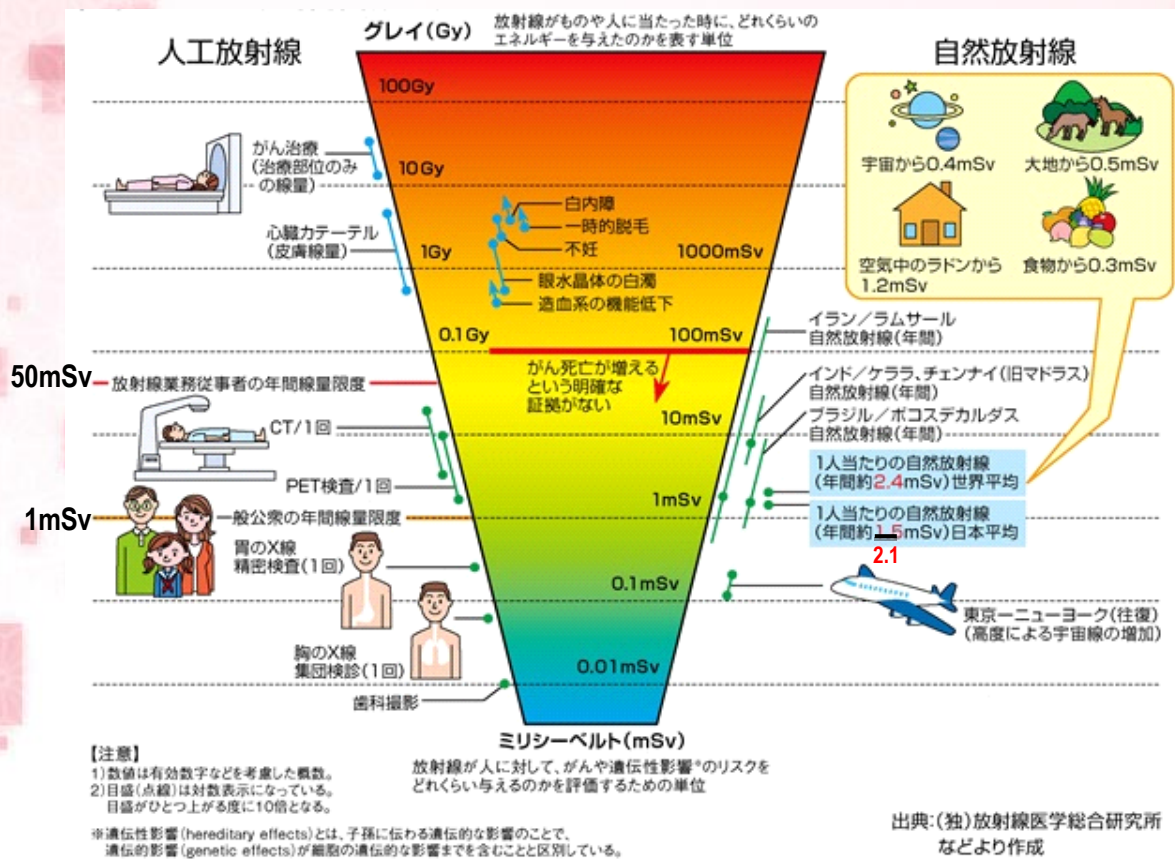 グレイ(Gy)
放射線がものや人に当たった時に、どれくらいの
エネルギーを与えたのかを表す単位
人工放射線
自然放射線
100Gy
宇宙から0.4mSv
大地から0.5mSv
空気中のラドンから
1.2mSv
食物から0.3mSv
がん治療
(治療部位のみ
の線量)
10Gy
心臓カテーテル
(皮膚線量)
1Gy
白内障
一時的脱毛
不妊
1000mSv
眼水晶体の白濁
造血系の機能低下
0.1Gy
100mSv
イラン/ラムサール
自然放射線(年間)
50mSv
放射線業務従事者の年間線量限度
がん死亡が増える
という明確な
証拠がない
インド/ケララ、チェンナイ(旧マドラス)
自然放射線(年間)
10mSv
ブラジル/ポコスデカルダス
自然放射線(年間)
CT/1回
PET検査/1回
1人当たりの自然放射線
(年間約2.4mSv)世界平均
1mSv
1mSv
一般公衆の年間線量限度
1人当たりの自然放射線
(年間約1.5mSv)日本平均
2.1
胃のX線
精密検査(1回)
0.1mSv
東京ーニューヨーク(往復)
(高度による宇宙線の増加)
胸のX線
集団検診(1回)
0.01mSv
歯科撮影
ミリシーベルト(mSv)
放射線が人に対して、がんや遺伝性影響※のリスクを
どれくらい与えるのかを評価するための単位
【注意】
1)数値は有効数字などを考慮した概数。
2)目盛(点線)は対数表示になっている。
目盛がひとつ上がる度に10倍となる。
※遺伝性影響(hereditary effects)とは、子孫に伝わる遺伝的な影響のことで、
遺伝的影響(genetic effects)が細胞の遺伝的な影響までを含むことと区別している。
出典:(独)放射線医学総合研究所
などより作成